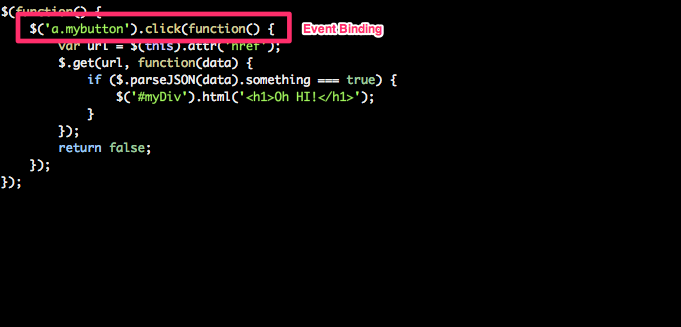 $(function() {
    $('a.mybutton').click(function() {    Event Binding
        var url = $(this).attr('href');
        $.get(url, function(data) {
            if ($.parseJSON(data).something === true) {
                $('#myDiv').html('<h1>Oh HI!</h1>');
            }
        });
        return false;
    });
});